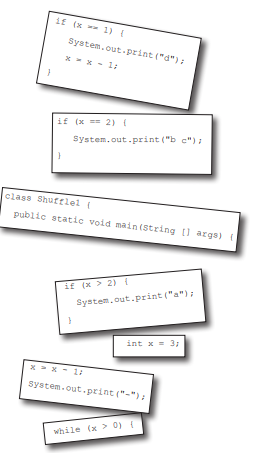 if (x == 1) {
System.out.print("d");
x = x - 1;
}
if (x == 2) {
System.out.print("b c");
}
class Shuffle1 {
public static void main(String [] args) {
if (x > 2) {
System.out.print("a");
}
int x = 3;
x = x - 1;
System.out.print("-");
while (x > 0) {